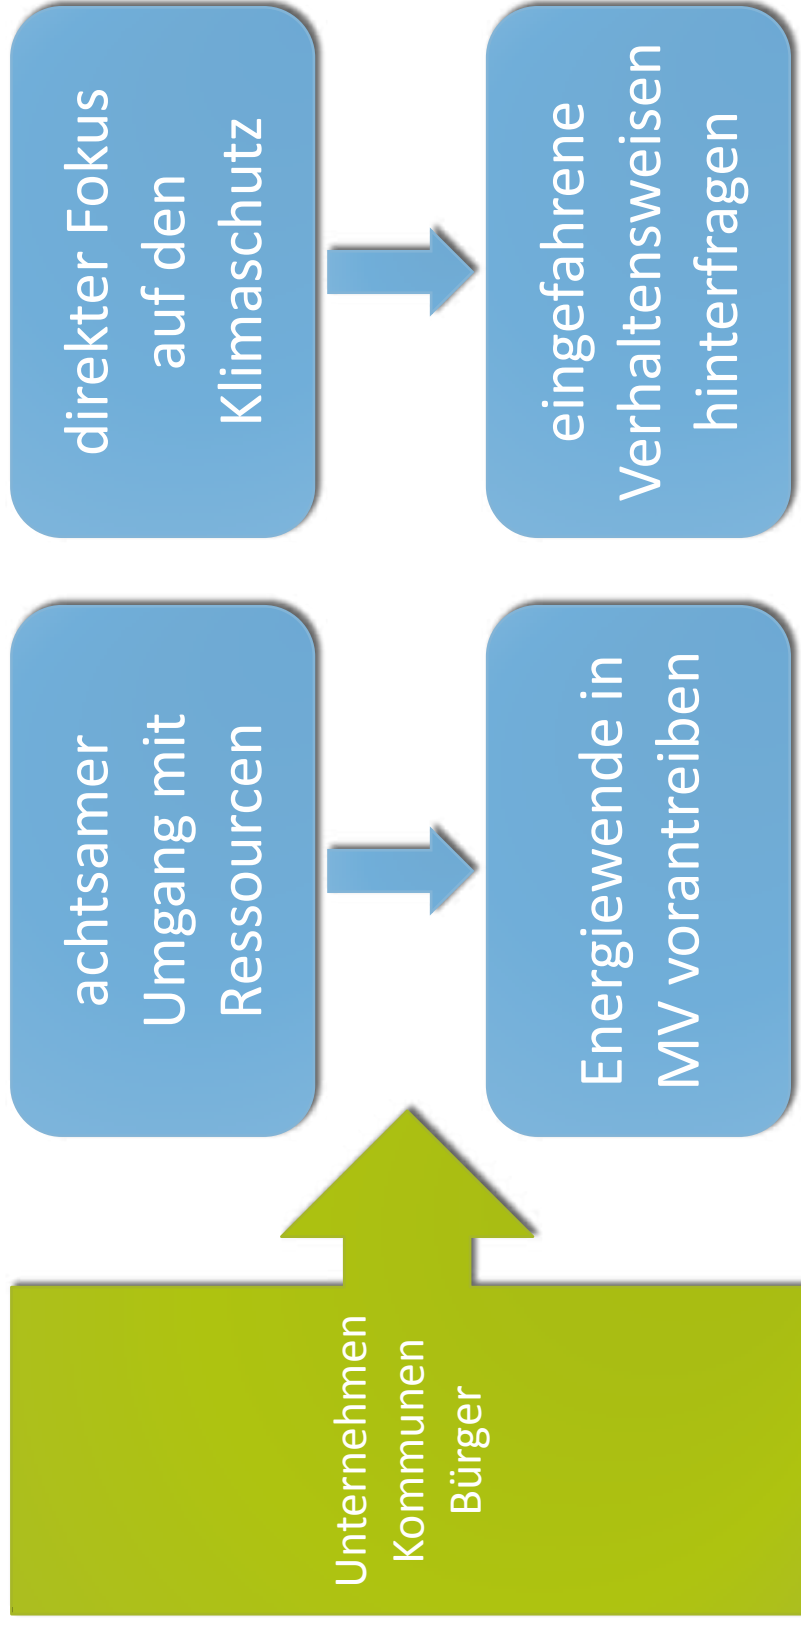 Unternehmen
Kommunen
Bürger
achtsamer
Umgang mit
Ressourcen
direkter Fokus
auf den
Klimaschutz
Energiewende in
MV vorantreiben
eingefahrene
Verhaltensweisen
hinterfragen